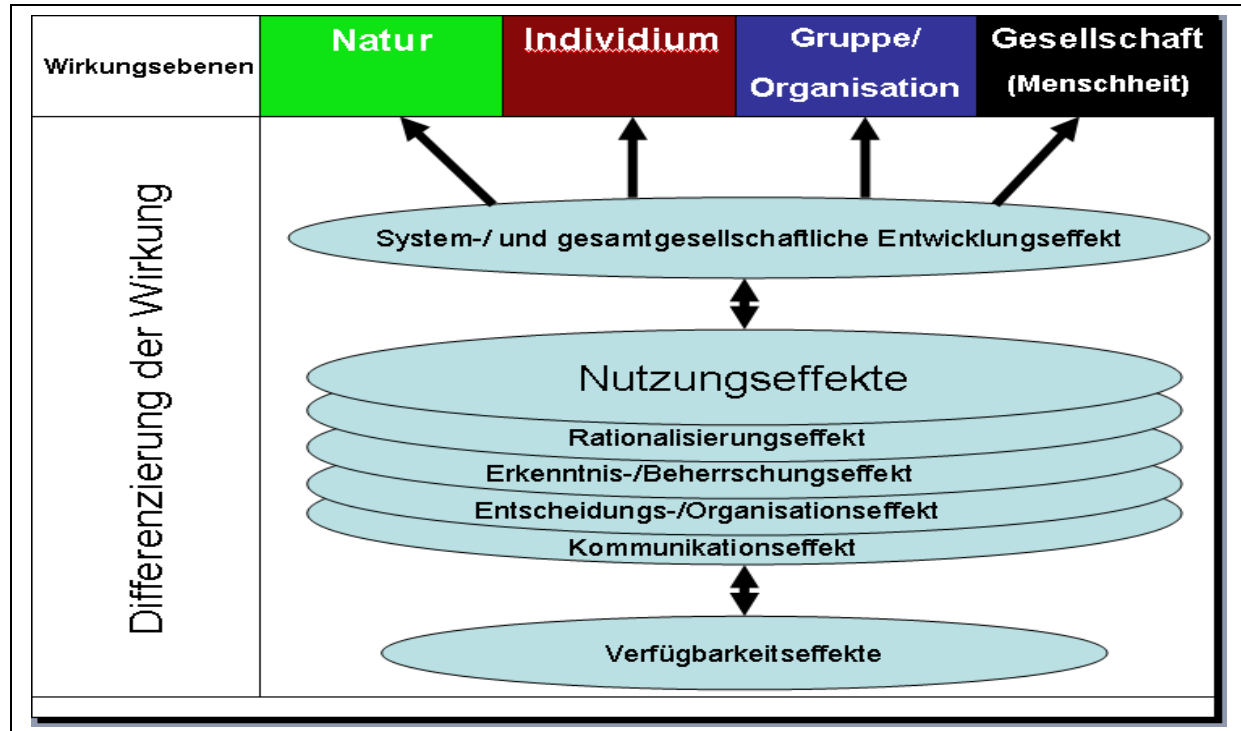 Wirkungsebenen
Natur
Individium
Gruppe/
Organisation
Gesellschaft
(Menschheit)
Differenzierung der Wirkung
System-/ und gesamtgesellschaftliche Entwicklungseffekt
Nutzungseffekte
Rationalisierungseffekt
Erkenntnis-/Beherrschungseffekt
Entscheidungs-/Organisationseffekt
Kommunikationseffekt
Verfügbarkeitseffekte